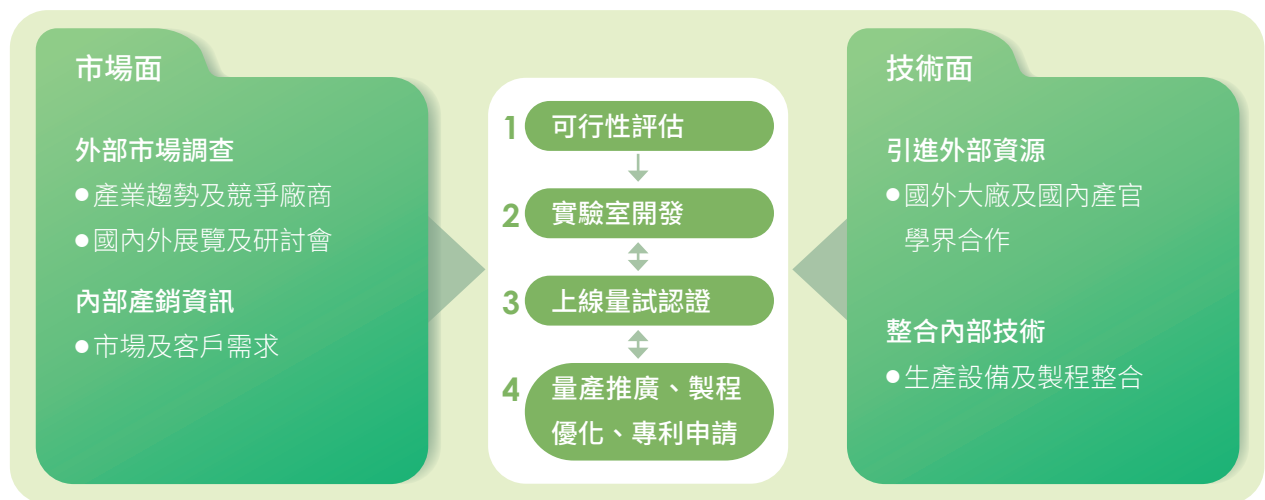 市場面
外部市場調查
●產業趨勢及競爭廠商
●國內外展覽及研討會
內部產銷資訊
●市場及客戶需求
1 可行性評估
2 實驗室開發
3 上線量試認證
4 量產推廣、製程
優化、專利申請
技術面
引進外部資源
●國外大廠及國內產官
學界合作
整合內部技術
●生產設備及製程整合